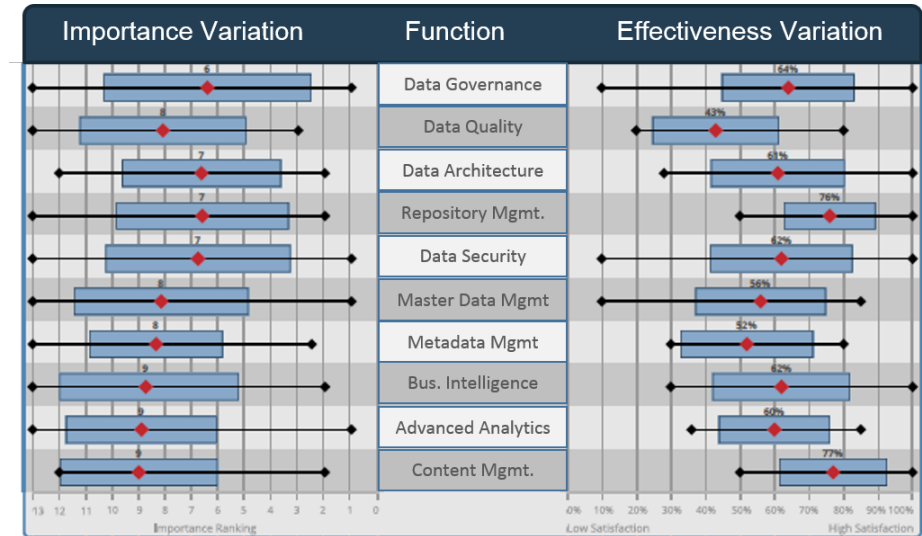 Importance Variation Function Effectiveness Variation
6 Data Governance 64%
8 Data Quality 43%
7 Data Architecture 61%
7 Repository Mgmt. 76%
7 Data Security 62%
8 Master Data Mgmt 56%
8 Metadata Mgmt 52%
9 Bus. Intelligence 62%
9 Advanced Analytics 60%
9 Content Mgmt. 77%
13 12 11 10 9 8 7 6 5 4 3 2 1 0 0% 10% 20% 30% 40% 50% 60% 70% 80% 90% 100%
Importance Ranking Low Satisfaction High Satisfaction